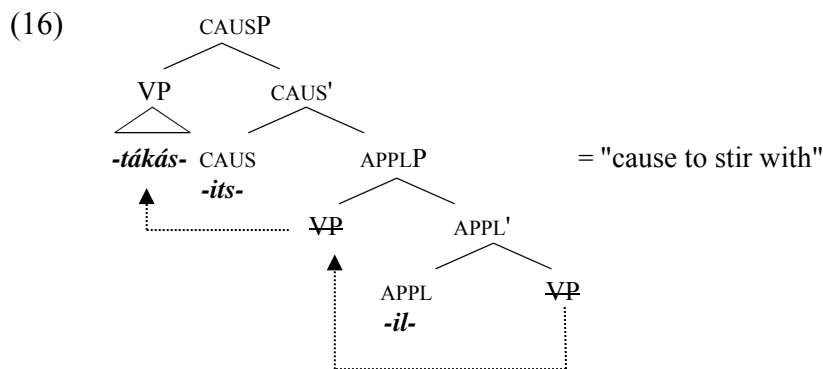 (16) CAUSP
VP CAUS'
-tákás- CAUS APPLP = "cause to stir with"
-its-
VP APPL'
APPL VP
-il-